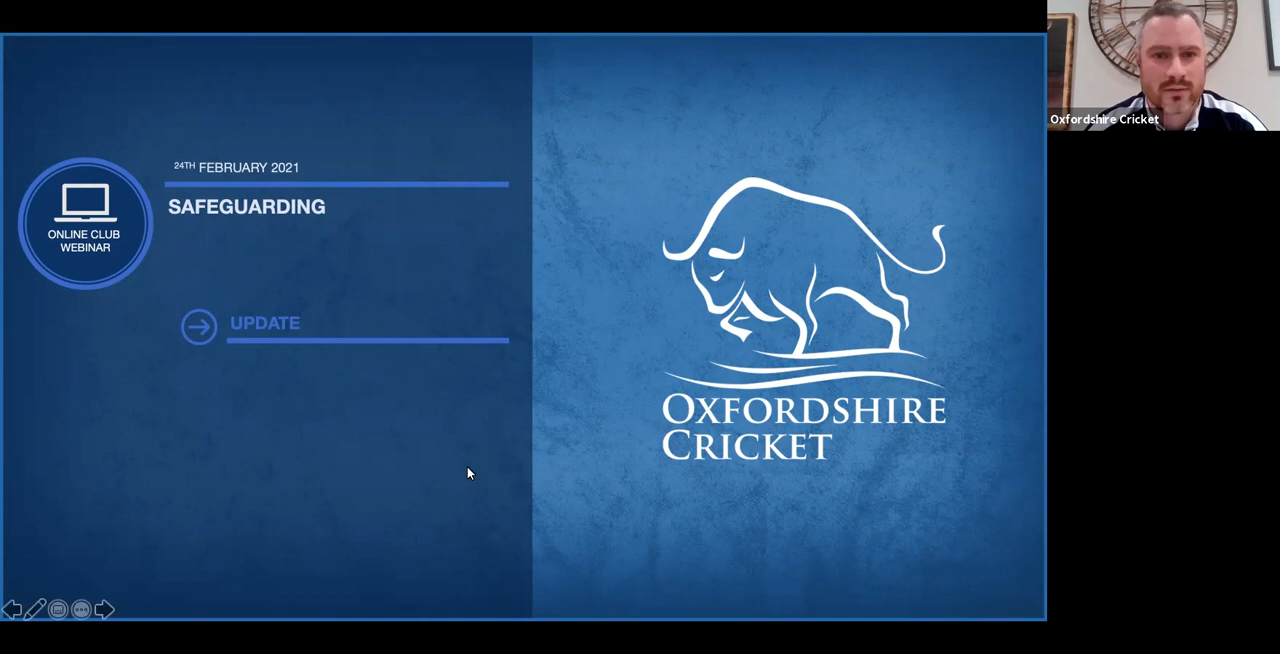 24TH FEBRUARY 2021
SAFEGUARDING
ONLINE CLUB
WEBINAR
UPDATE
OXFORDSHIRE
CRICKET
Oxfordshire Cricket